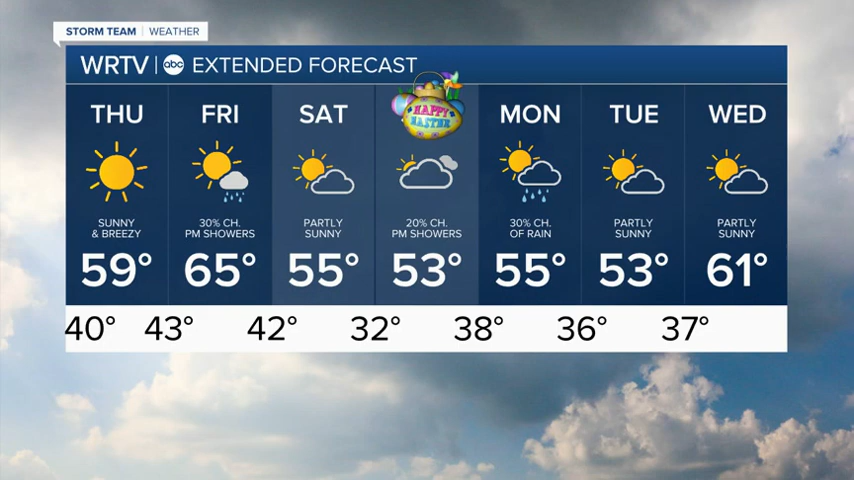 STORM TEAM | WEATHER
WRTV | abc EXTENDED FORECAST
THU FRI SAT HAPPY EASTER MON TUE WED
SUNNY & BREEZY
30% CH. PM SHOWERS
PARTLY SUNNY
20% CH. PM SHOWERS
30% CH. OF RAIN
PARTLY SUNNY
PARTLY SUNNY
59° 65° 55° 53° 55° 53° 61°
40° 43° 42° 32° 38° 36° 37°